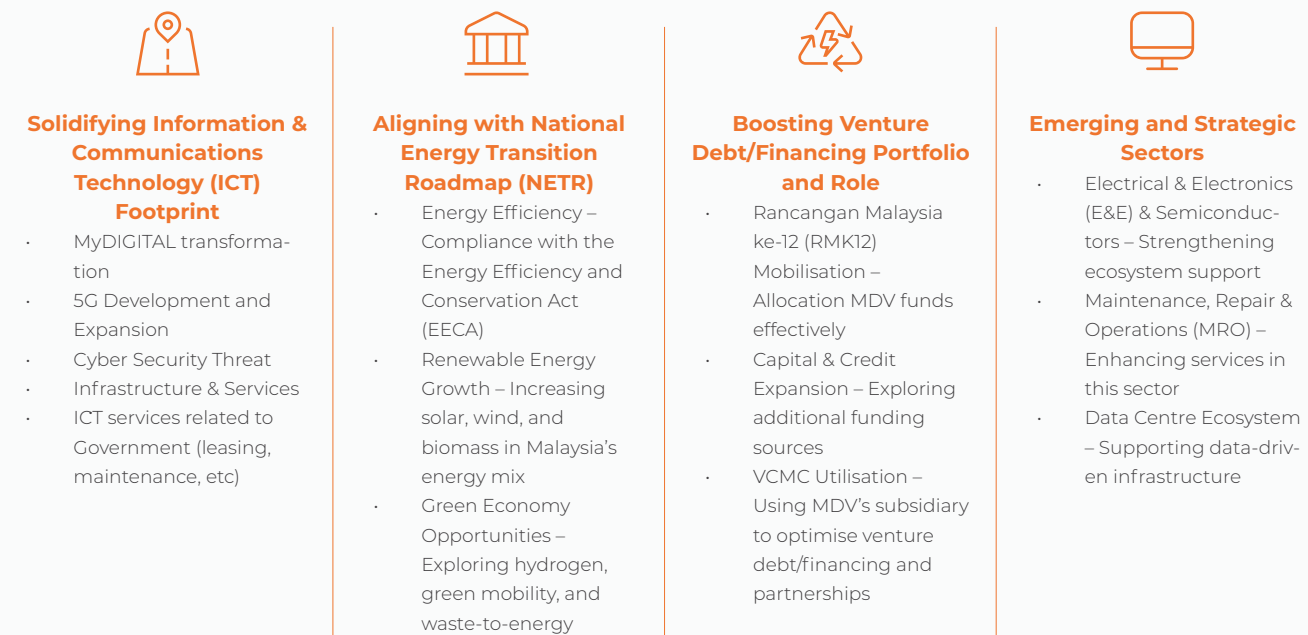 Solidifying Information &
Communications
Technology (ICT)
Footprint
· MyDIGITAL transforma-
tion
· 5G Development and
Expansion
· Cyber Security Threat
· Infrastructure & Services
· ICT services related to
Government (leasing,
maintenance, etc)
Aligning with National
Energy Transition
Roadmap (NETR)
· Energy Efficiency –
Compliance with the
Energy Efficiency and
Conservation Act
(EECA)
· Renewable Energy
Growth – Increasing
solar, wind, and
biomass in Malaysia's
energy mix
· Green Economy
Opportunities –
Exploring hydrogen,
green mobility, and
waste-to-energy
Boosting Venture
Debt/Financing Portfolio
and Role
· Rancangan Malaysia
ke-12 (RMK12)
Mobilisation –
Allocation MDV funds
effectively
· Capital & Credit
Expansion – Exploring
additional funding
sources
· VCMC Utilisation –
Using MDV's subsidiary
to optimise venture
debt/financing and
partnerships
Emerging and Strategic
Sectors
· Electrical & Electronics
(E&E) & Semiconduc-
tors – Strengthening
ecosystem support
· Maintenance, Repair &
Operations (MRO) –
Enhancing services in
this sector
· Data Centre Ecosystem
– Supporting data-driv-
en infrastructure